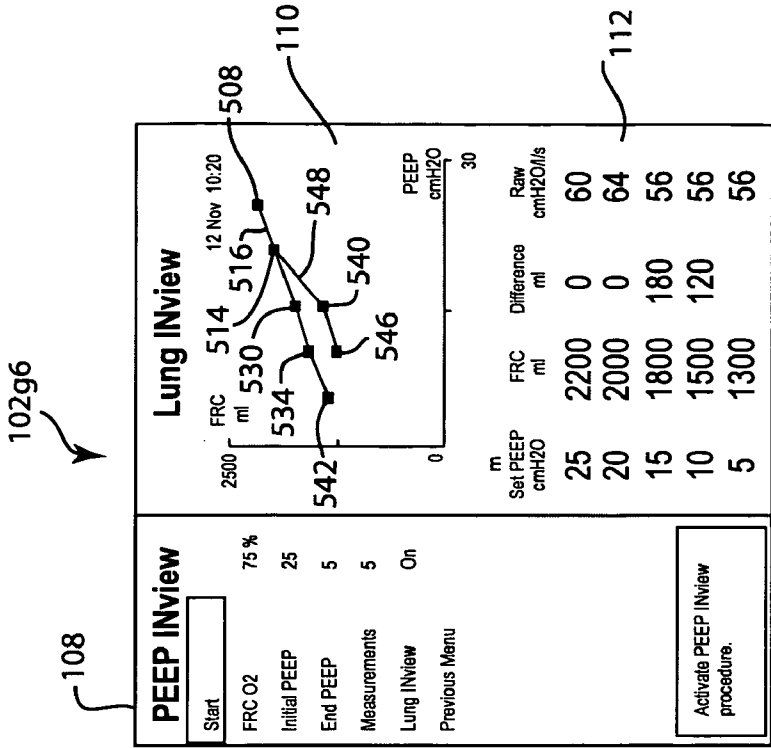 102g6
108
PEEP INview
Start
FRC O2 75 %
Initial PEEP 25
End PEEP 5
Measurements 5
Lung INview On
Previous Menu
Activate PEEP INview
procedure.
Lung INview
12 Nov 10:20
FRC
ml
2500
0
PEEP
cmH2O
30
542
534
530
514
516
508
110
548
540
546
m
Set PEEP FRC Difference Raw
cmH2O ml ml cmH2O/l/s
25 2200 0 60
20 2000 0 64
15 1800 180 56
10 1500 120 56
5 1300 56
112